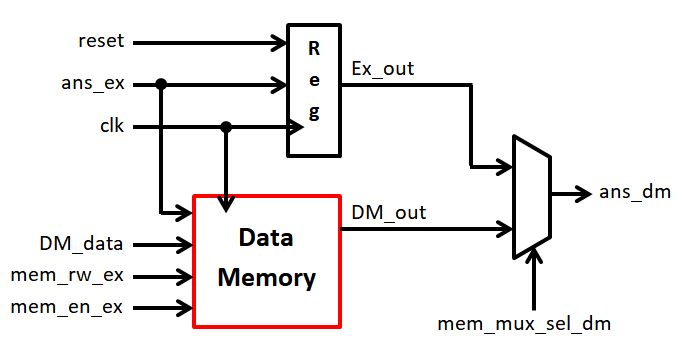 reset
ans_ex
clk
R
e
g
Ex_out
ans_dm
DM_data
mem_rw_ex
mem_en_ex
Data
Memory
DM_out
mem_mux_sel_dm